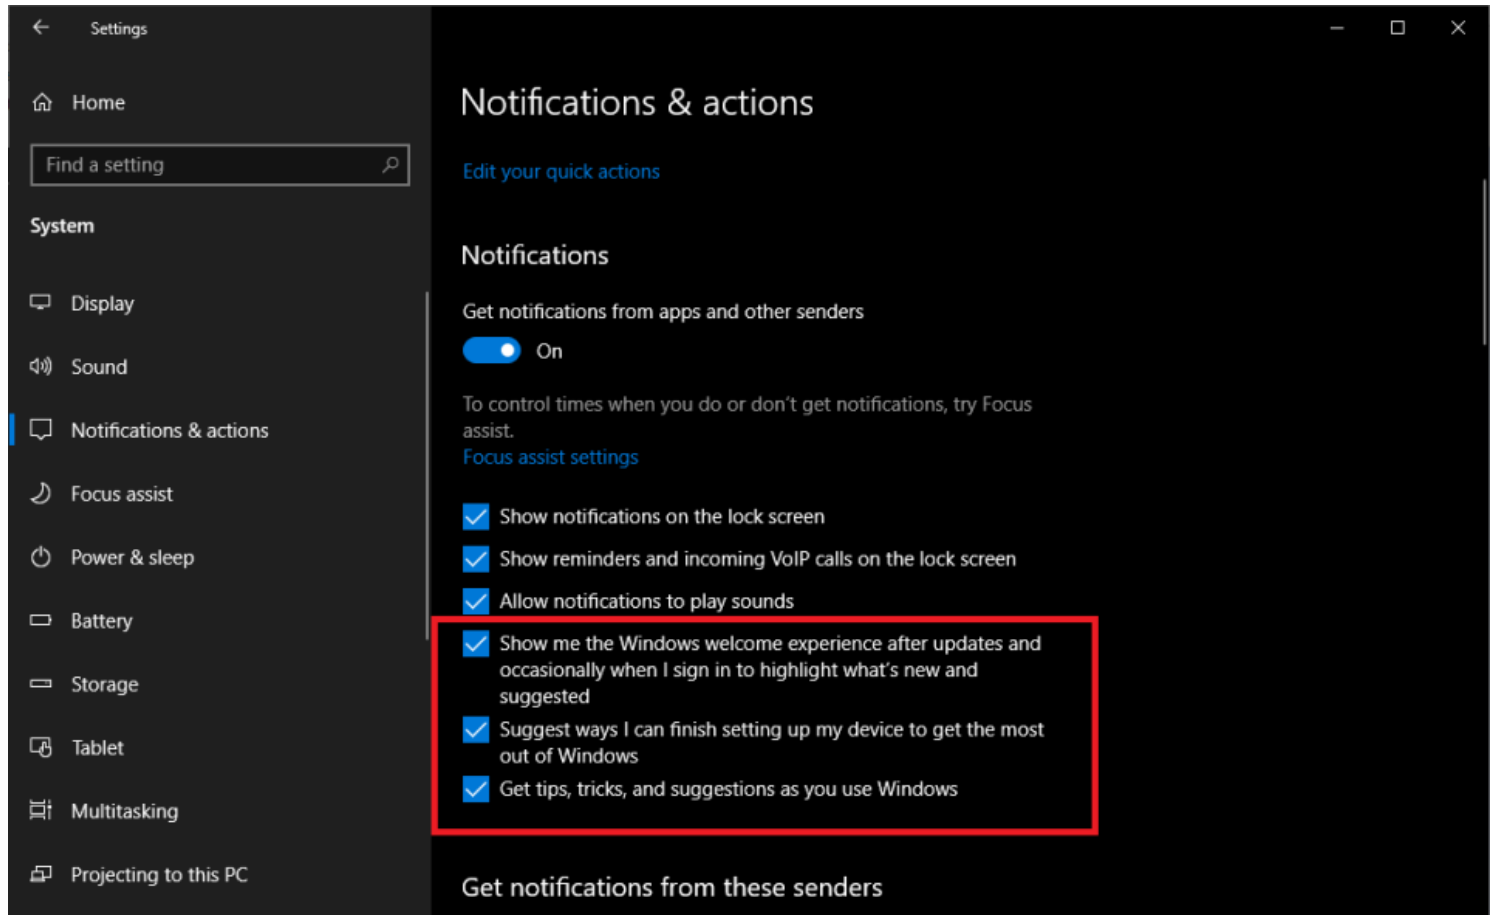 Settings
Home
Find a setting
System
Display
Sound
Notifications & actions
Focus assist
Power & sleep
Battery
Storage
Tablet
Multitasking
Projecting to this PC
Notifications & actions
Edit your quick actions
Notifications
Get notifications from apps and other senders
On
To control times when you do or don't get notifications, try Focus
assist.
Focus assist settings
Show notifications on the lock screen
Show reminders and incoming VoIP calls on the lock screen
Allow notifications to play sounds
Show me the Windows welcome experience after updates and
occasionally when I sign in to highlight what's new and
suggested
Suggest ways I can finish setting up my device to get the most
out of Windows
Get tips, tricks, and suggestions as you use Windows
Get notifications from these senders